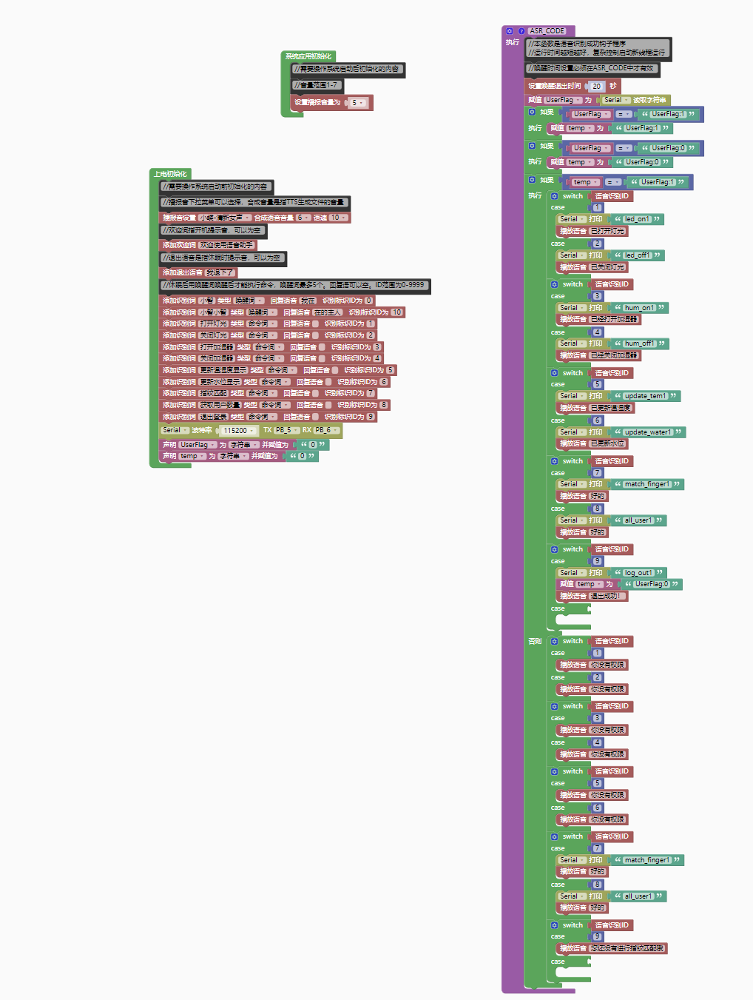 系统应用初始化
//需要操作系统启动后初始化的内容
//音量范围1-7
设置播报音量为 5
上电初始化
//需要操作系统启动前初始化的内容
//播报音下拉菜单可以选择，合成音量是指TTS生成文件的音量
播报音设置 小蝶-清新女声 合成语音音量 6 语速 10
//欢迎词指开机提示音，可以为空
添加欢迎词 欢迎使用语音助手
//退出语音是指休眠时提示音，可以为空
添加退出语音 我退下了
//休眠后用唤醒词唤醒后才能执行命令，唤醒词最多5个。回复语可以空。ID范围为0-9999
添加识别词 小智 类型 唤醒词 回复语音 我在 识别标识ID为 0
添加识别词 小智小智 类型 唤醒词 回复语音 在的主人 识别标识ID为 10
添加识别词 打开灯光 类型 命令词 回复语音 识别标识ID为 1
添加识别词 关闭灯光 类型 命令词 回复语音 识别标识ID为 2
添加识别词 打开加湿器 类型 命令词 回复语音 识别标识ID为 3
添加识别词 关闭加湿器 类型 命令词 回复语音 识别标识ID为 4
添加识别词 更新温湿度显示 类型 命令词 回复语音 识别标识ID为 5
添加识别词 更新水位显示 类型 命令词 回复语音 识别标识ID为 6
添加识别词 指纹匹配 类型 命令词 回复语音 识别标识ID为 7
添加识别词 获取用户数量 类型 命令词 回复语音 识别标识ID为 8
添加识别词 退出登录 类型 命令词 回复语音 识别标识ID为 9
Serial 波特率 115200 TX PB_5 RX PB_6
声明 UserFlag 为 字符串 并赋值为 “ 0 ”
声明 temp 为 字符串 并赋值为 “ 0 ”
ASR_CODE
执行
//本函数是语音识别成功钩子程序
//运行时间越短越好，复杂控制启动新线程运行
//唤醒时间设置必须在ASR_CODE中才有效
设置唤醒退出时间 20 秒
赋值 UserFlag 为 Serial 读取字符串
如果 UserFlag = “ UserFlag:1 ”
执行 赋值 temp 为 “ UserFlag:1 ”
如果 UserFlag = “ UserFlag:0 ”
执行 赋值 temp 为 “ UserFlag:0 ”
如果 temp = “ UserFlag:1 ”
执行 switch 语音识别ID
case 1
Serial 打印 “ led_on1 ”
播放语音 已打开灯光
case 2
Serial 打印 “ led_off1 ”
播放语音 已关闭灯光
switch 语音识别ID
case 3
Serial 打印 “ hum_on1 ”
播放语音 已经打开加湿器
case 4
Serial 打印 “ hum_off1 ”
播放语音 已经关闭加湿器
switch 语音识别ID
case 5
Serial 打印 “ update_tem1 ”
播放语音 已更新温湿度
case 6
Serial 打印 “ update_water1 ”
播放语音 已更新水位
switch 语音识别ID
case 7
Serial 打印 “ match_finger1 ”
播放语音 好的
case 8
Serial 打印 “ all_user1 ”
播放语音 好的
switch 语音识别ID
case 9
Serial 打印 “ log_out1 ”
赋值 temp 为 “ UserFlag:0 ”
播放语音 退出成功！
case
否则 switch 语音识别ID
case 1
播放语音 你没有权限
case 2
播放语音 你没有权限
switch 语音识别ID
case 3
播放语音 你没有权限
case 4
播放语音 你没有权限
switch 语音识别ID
case 5
播放语音 你没有权限
case 6
播放语音 你没有权限
switch 语音识别ID
case 7
Serial 打印 “ match_finger1 ”
播放语音 好的
case 8
Serial 打印 “ all_user1 ”
播放语音 好的
switch 语音识别ID
case 9
播放语音 您还没有进行指纹匹配哦
case